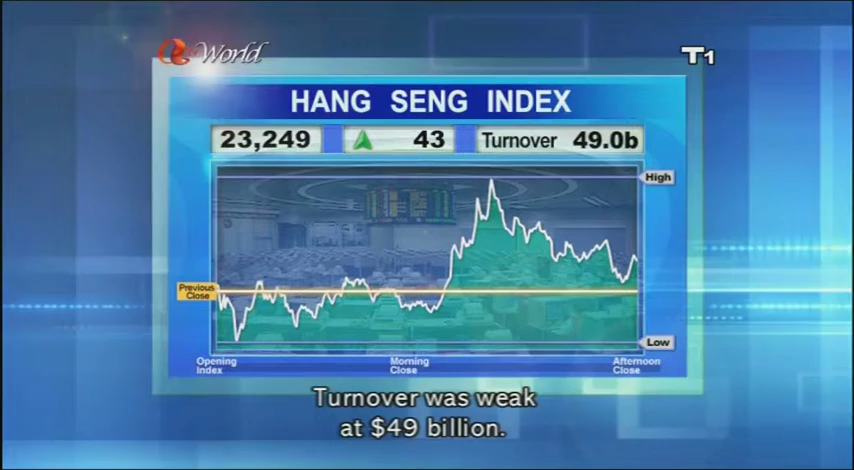 World
T1
HANG SENG INDEX
23,249 43 Turnover 49.0b
High
Previous
Close
Low
Opening
Index
Morning
Close
Afternoon
Close
Turnover was weak
at $49 billion.